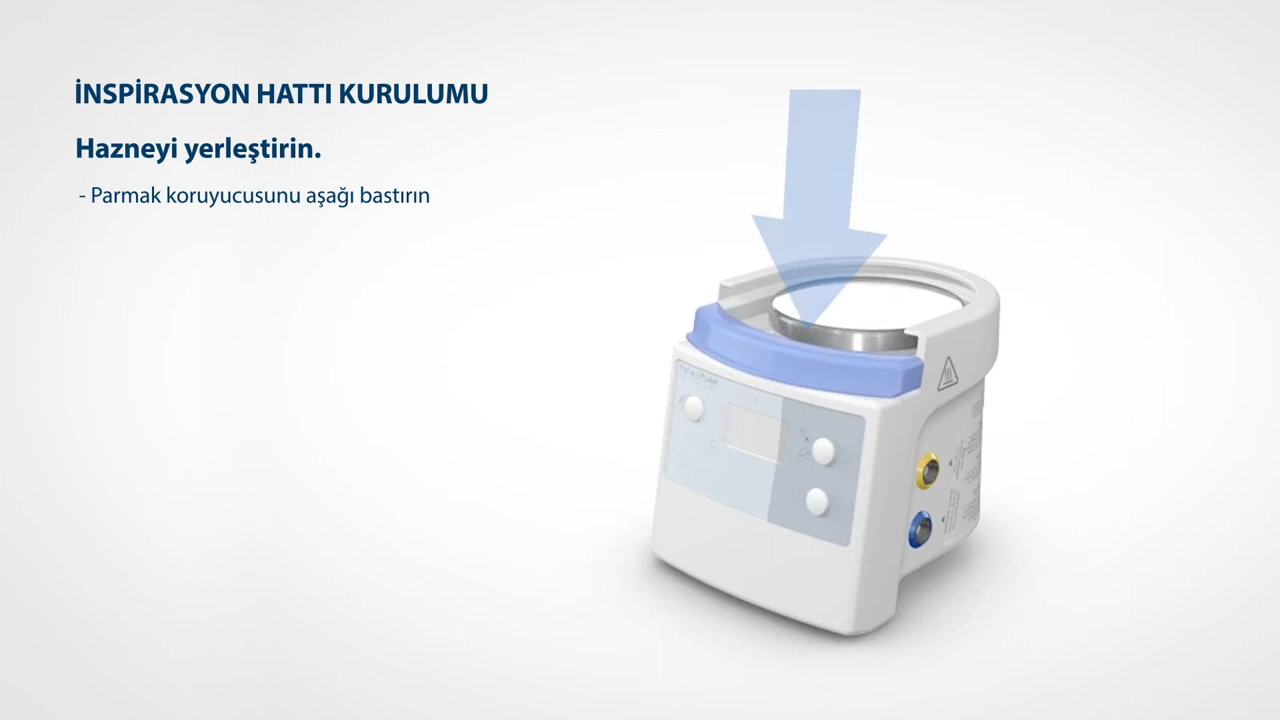 İNSPİRASYON HATTI KURULUMU
Hazneyi yerleştirin.
- Parmak koruyucusunu aşağı bastırın